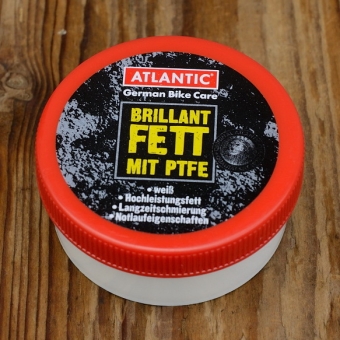 ATLANTIC®
German Bike Care
BRILLANT
FETT
MIT PTFE
• weiß
• Hochleistungsfett
• Langzeitschmierung
• Notlaufeigenschaften